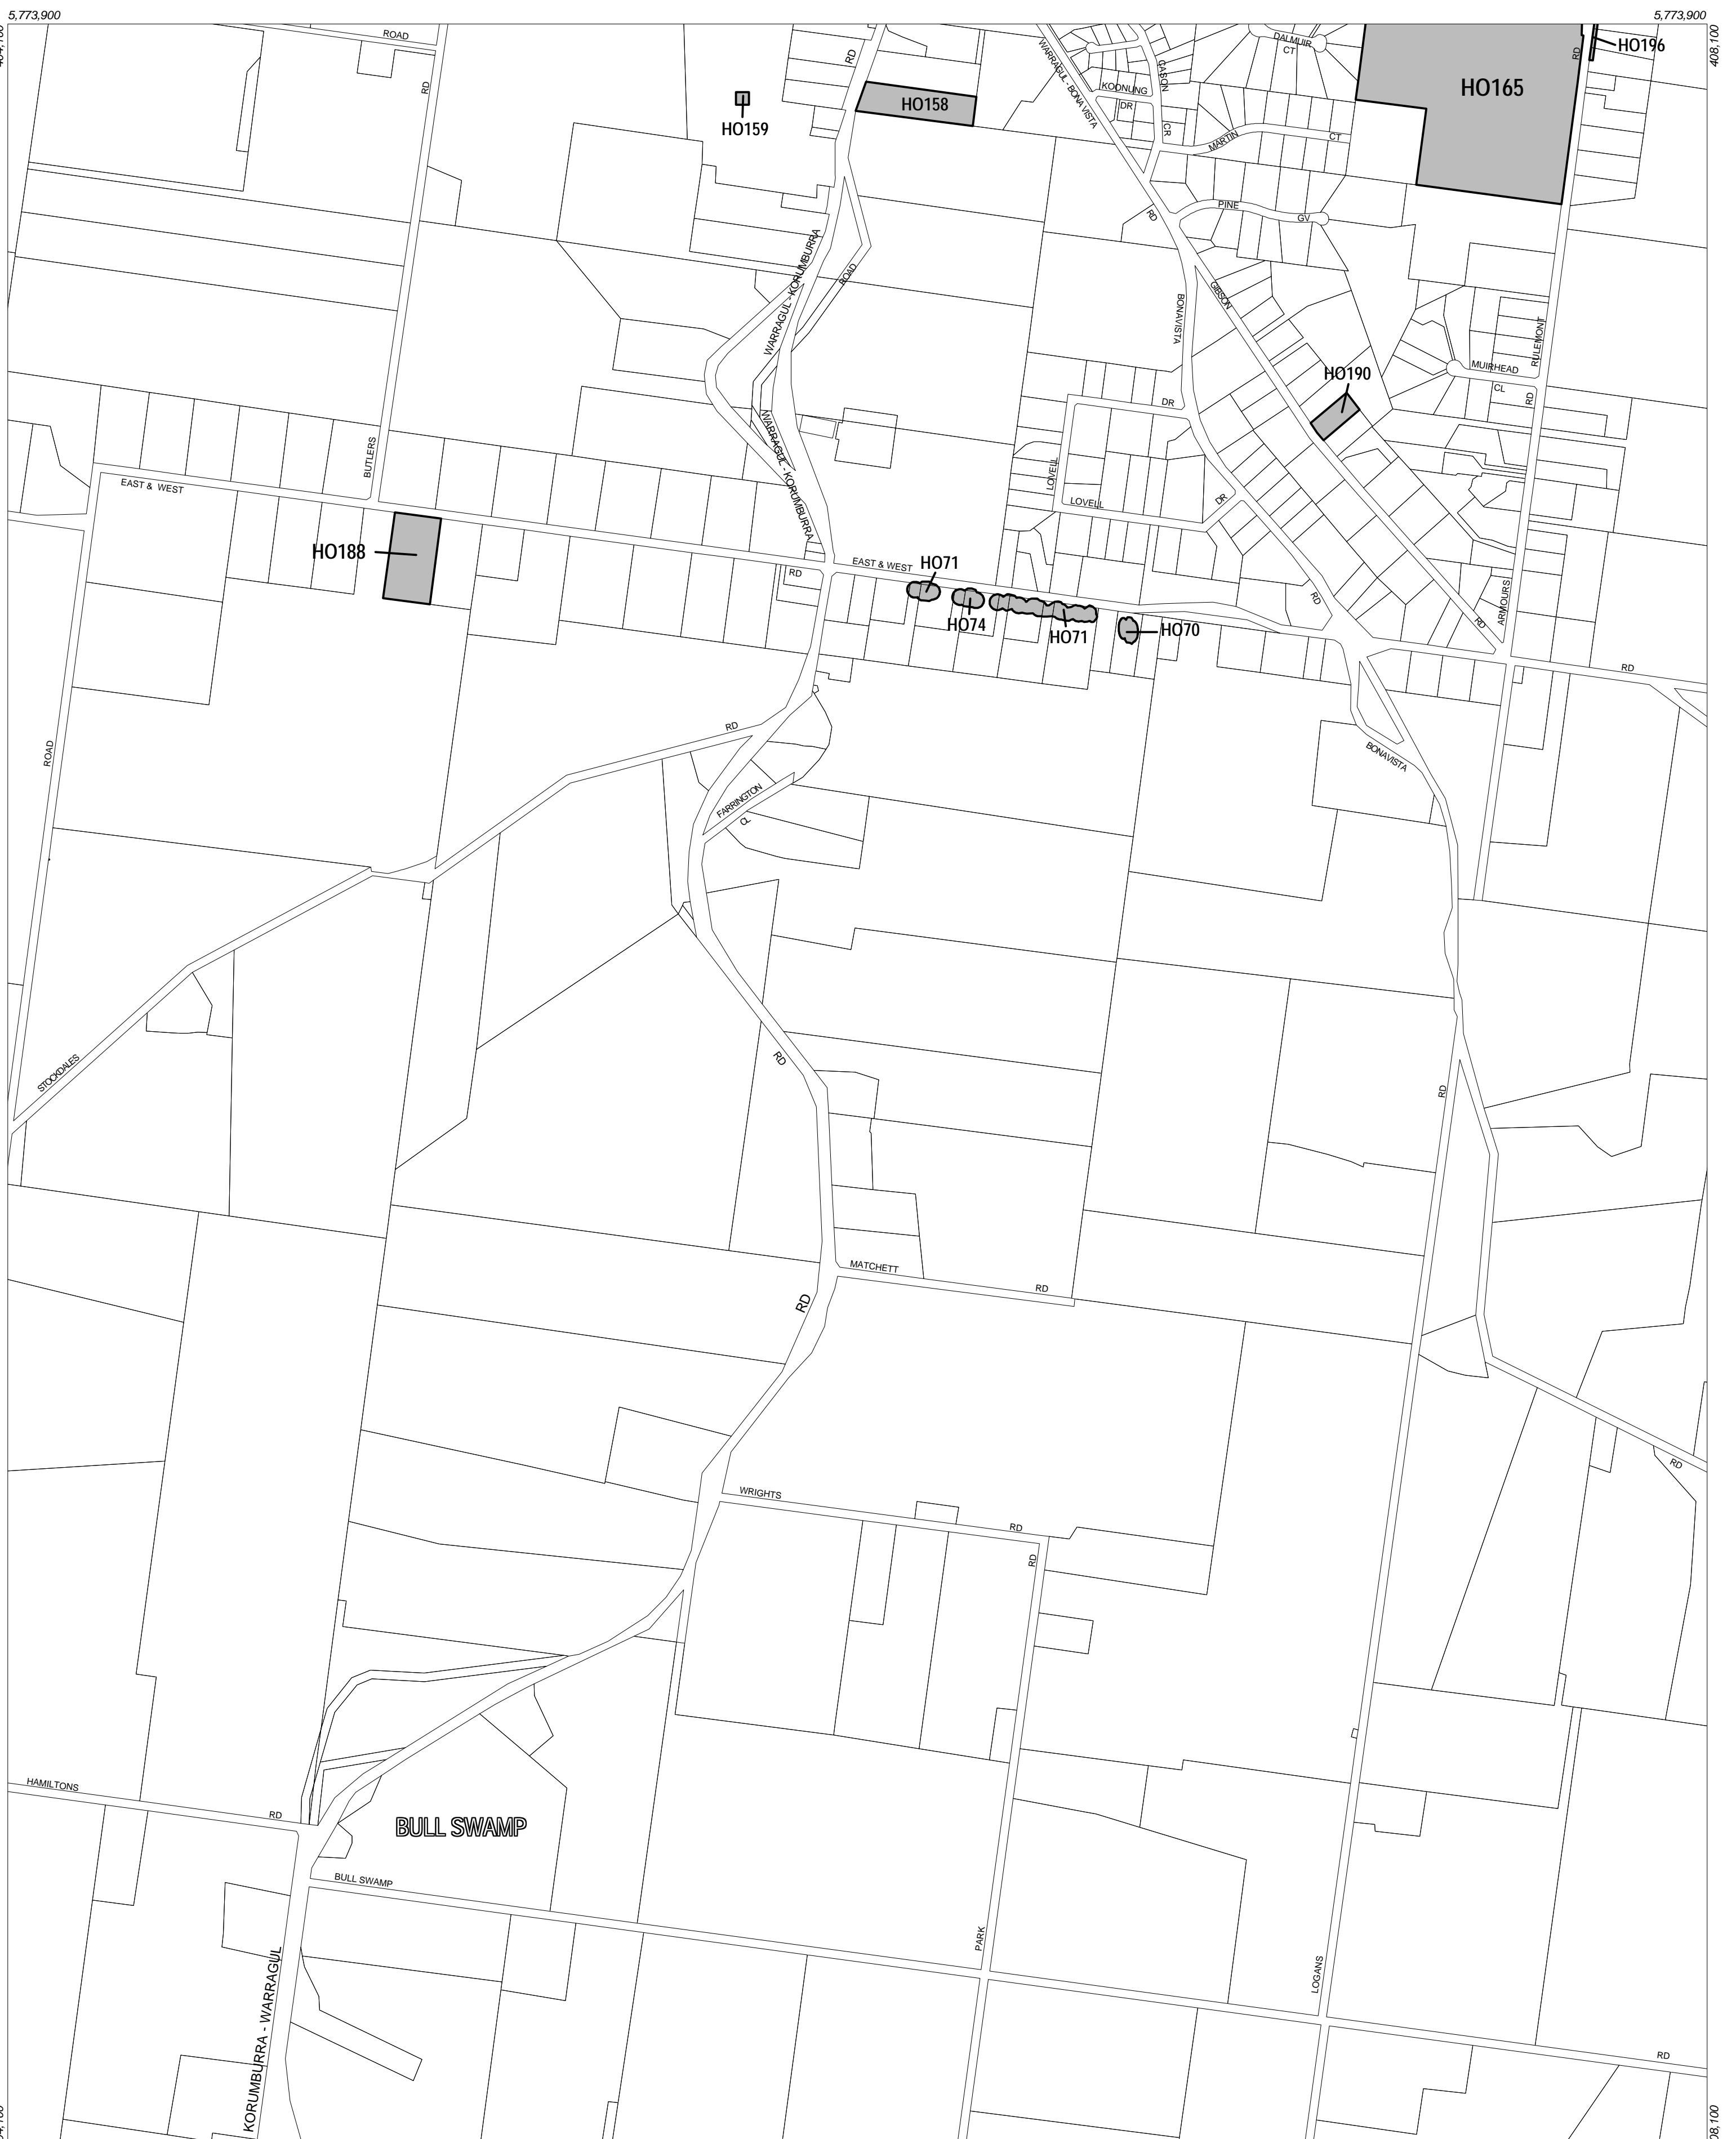 5,773,900
5,773,900
408,100
ROAD
RD
RD
HO159
HO158
WARRAGUL - BONA VISTA
CASON
CR
KOONUNG
DR
DALMUIR
CT
MARTIN
CT
HO165
RD
HO196
PINE
GV
RD
WARRAGUL - KORUMBURRA
ROAD
BONAVISTA
GIBSON
RULEMONT
MUIRHEAD
CL
RD
HO190
DR
WARRAGUL - KORUMBURRA
BUTLERS
EAST & WEST
LOVELL
LOVELL
DR
HO188
RD
EAST & WEST
HO71
HO74
HO71
HO70
RD
ARMOURS
RD
RD
ROAD
RD
BONAVISTA
FARRINGTON
CL
STOCKDALES
RD
RD
MATCHETT
RD
RD
RD
WRIGHTS
RD
RD
HAMILTONS
RD
BULL SWAMP
BULL SWAMP
PARK
LOGANS
KORUMBURRA - WARRAGUL
RD